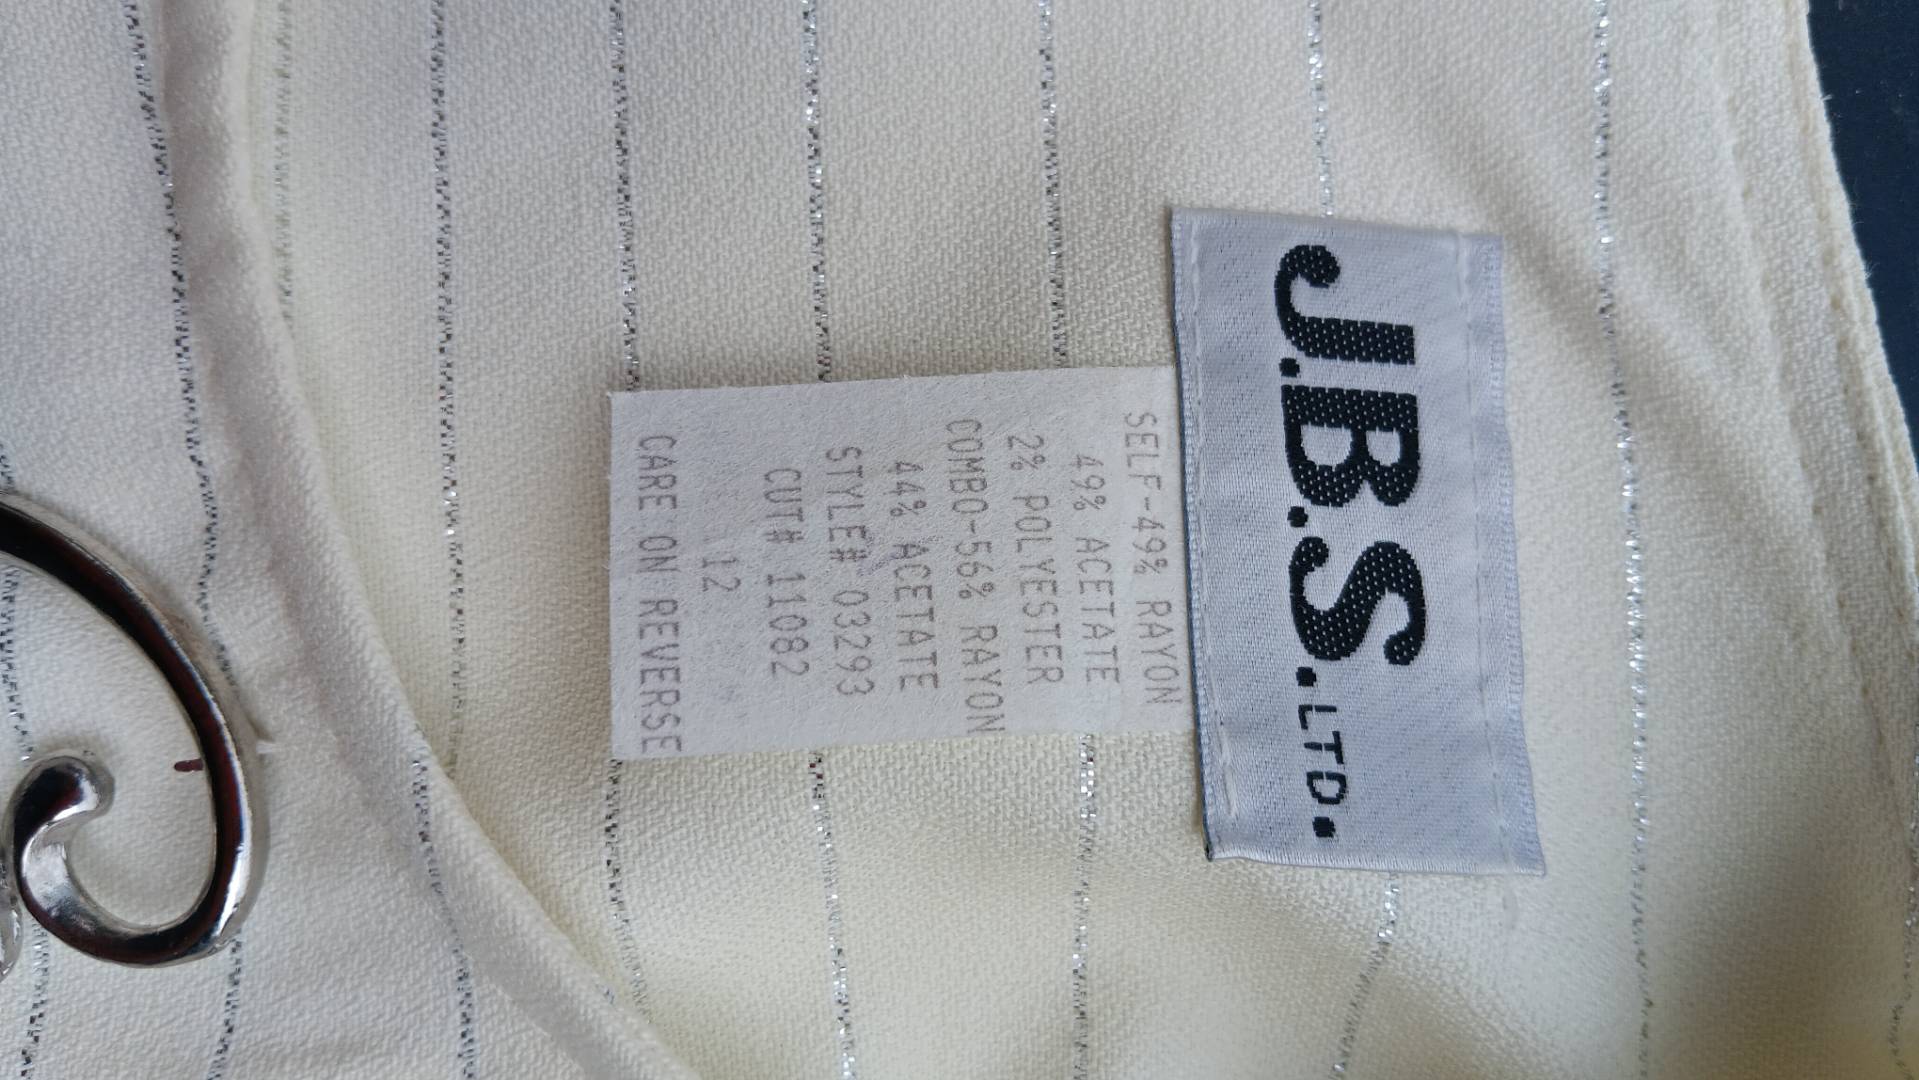 J.B.S. LTD.
SELF-49% RAYON
49% ACETATE
2% POLYESTER
COMBO-56% RAYON
44% ACETATE
STYLE# 03293
CUT# 11082
12
CARE ON REVERSE